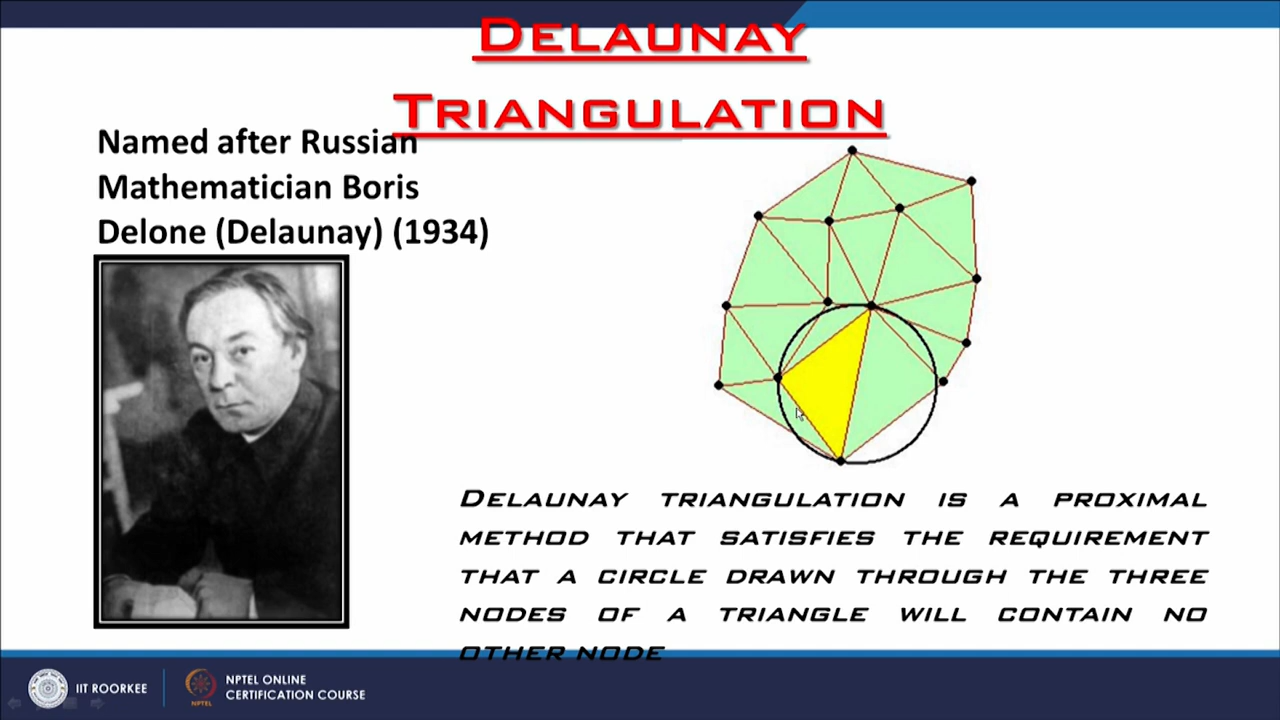 DELAUNAY
TRIANGULATION
Named after Russian
Mathematician Boris
Delone (Delaunay) (1934)
DELAUNAY TRIANGULATION IS A PROXIMAL
METHOD THAT SATISFIES THE REQUIREMENT
THAT A CIRCLE DRAWN THROUGH THE THREE
NODES OF A TRIANGLE WILL CONTAIN NO
OTHER NODE
IIT ROORKEE
NPTEL
NPTEL ONLINE
CERTIFICATION COURSE